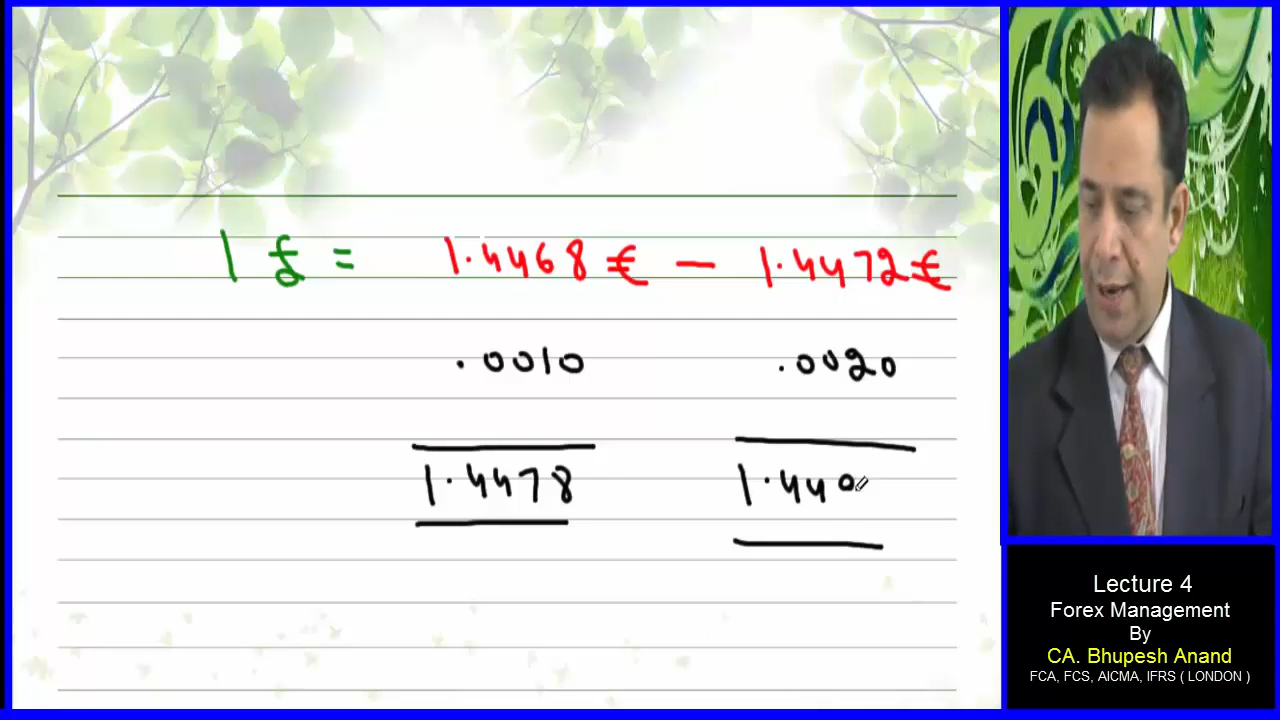 1 £ = 1.4468 € – 1.4472 €
.0010 .0020
1.4478 1.449
Lecture 4
Forex Management
By
CA. Bhupesh Anand
FCA, FCS, AICMA, IFRS ( LONDON )